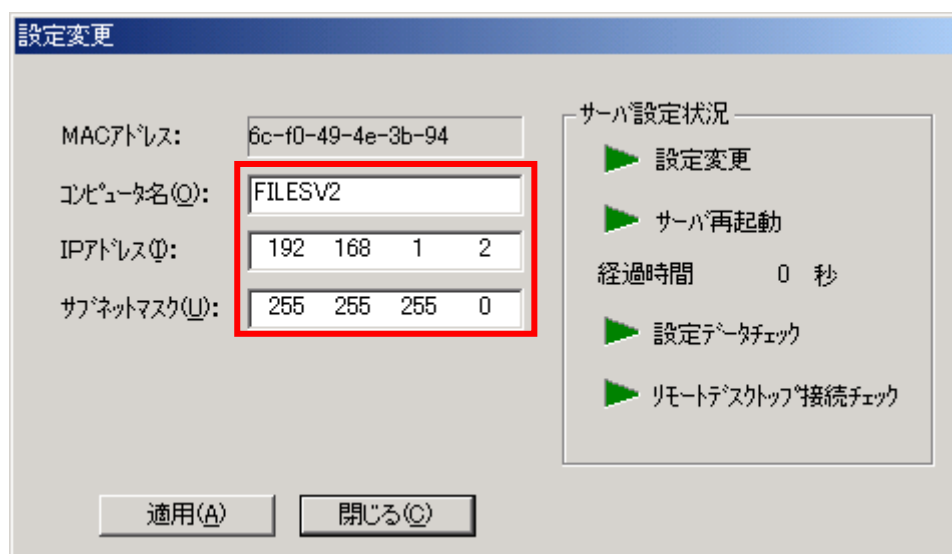 設定変更
MACアドレス: 6c-f0-49-4e-3b-94
コンピュータ名(O): FILESV2
IPアドレス(I): 192 168 1 2
サブネットマスク(U): 255 255 255 0
サーバ設定状況
設定変更
サーバ再起動
経過時間 0 秒
設定データチェック
リモートデスクトップ接続チェック
適用(A) 閉じる(C)